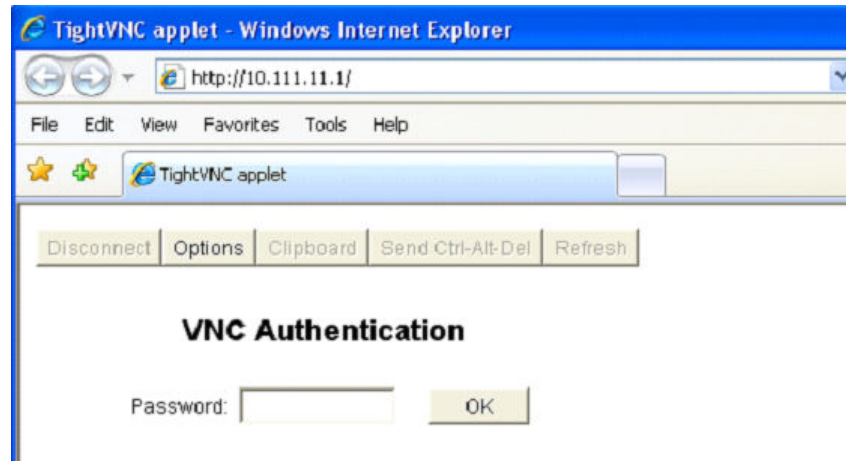 TightVNC applet - Windows Internet Explorer
http://10.111.11.1/
File Edit View Favorites Tools Help
TightVNC applet
Disconnect Options Clipboard Send Ctrl-Alt-Del Refresh
VNC Authentication
Password: OK